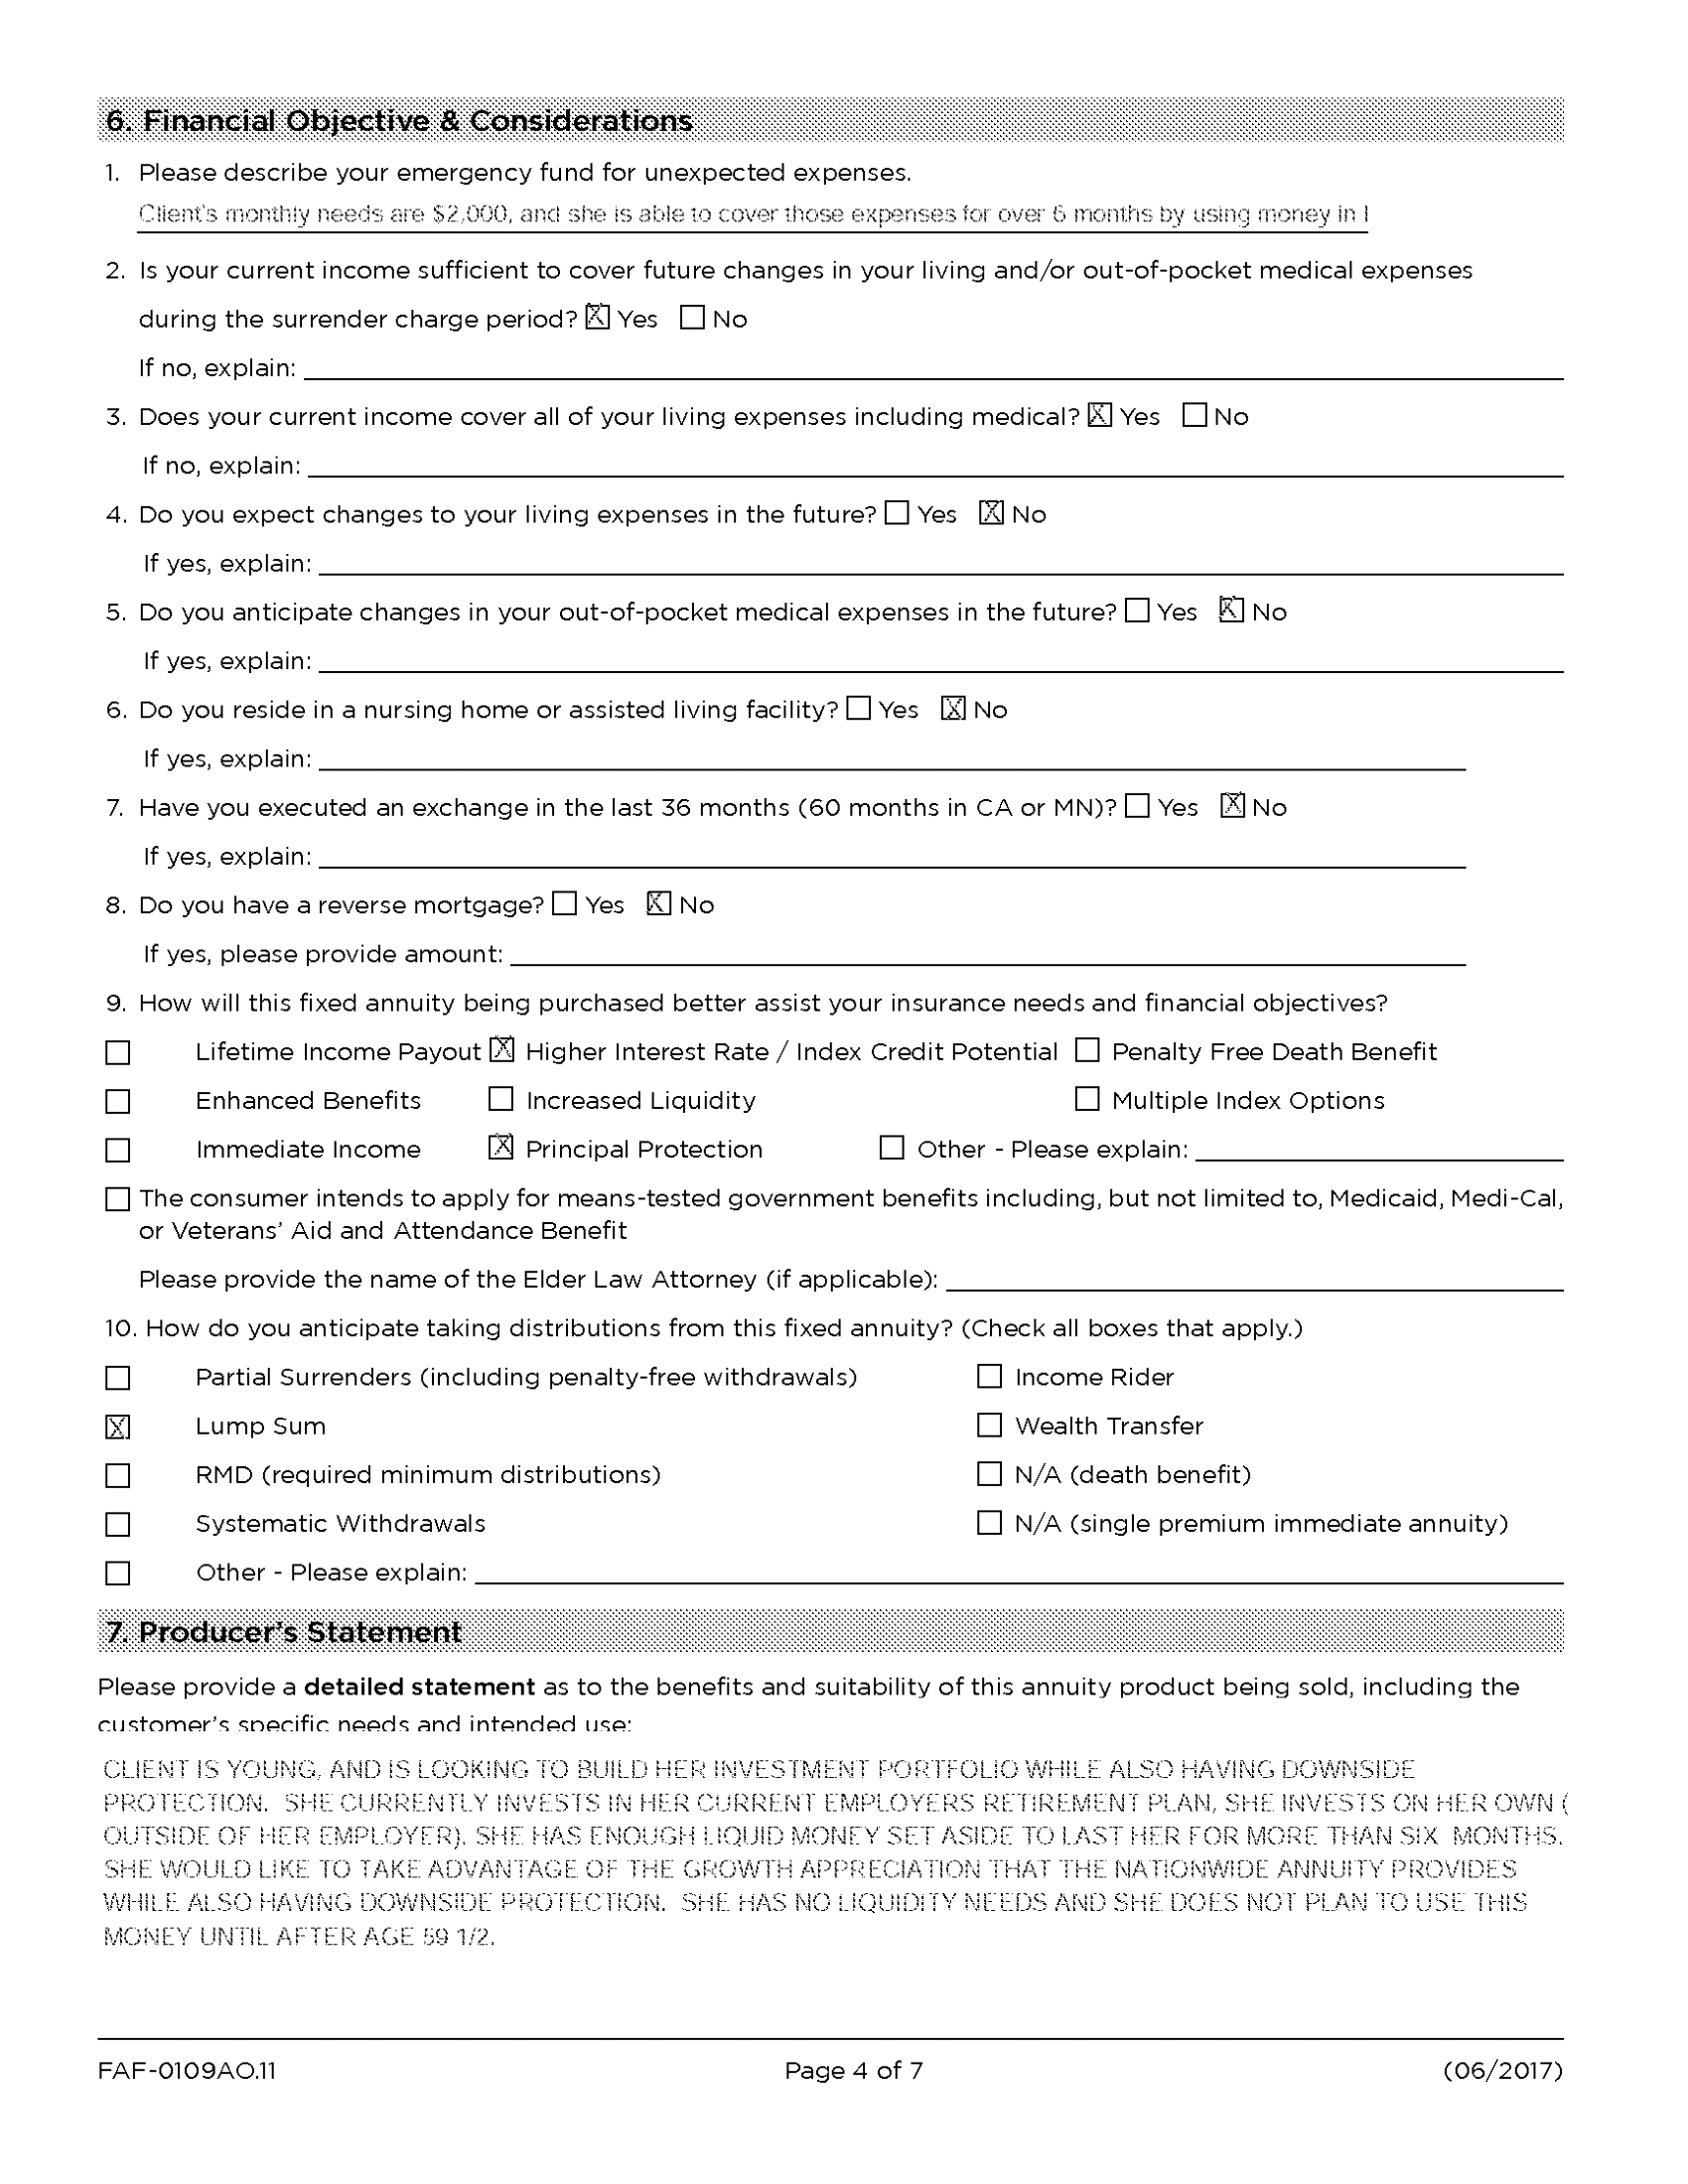 6. Financial Objective & Considerations
1. Please describe your emergency fund for unexpected expenses.
Client's monthly needs are $2,000, and she is able to cover those expenses for over 6 months by using money in
2. Is your current income sufficient to cover future changes in your living and/or out-of-pocket medical expenses
during the surrender charge period? ☒ Yes ☐ No
If no, explain:
3. Does your current income cover all of your living expenses including medical? ☒ Yes ☐ No
If no, explain:
4. Do you expect changes to your living expenses in the future? ☐ Yes ☒ No
If yes, explain:
5. Do you anticipate changes in your out-of-pocket medical expenses in the future? ☐ Yes ☒ No
If yes, explain:
6. Do you reside in a nursing home or assisted living facility? ☐ Yes ☒ No
If yes, explain:
7. Have you executed an exchange in the last 36 months (60 months in CA or MN)? ☐ Yes ☒ No
If yes, explain:
8. Do you have a reverse mortgage? ☐ Yes ☒ No
If yes, please provide amount:
9. How will this fixed annuity being purchased better assist your insurance needs and financial objectives?
☐ Lifetime Income Payout ☒ Higher Interest Rate / Index Credit Potential ☐ Penalty Free Death Benefit
☐ Enhanced Benefits ☐ Increased Liquidity ☐ Multiple Index Options
☐ Immediate Income ☒ Principal Protection ☐ Other - Please explain:
☐ The consumer intends to apply for means-tested government benefits including, but not limited to, Medicaid, Medi-Cal,
or Veterans' Aid and Attendance Benefit
Please provide the name of the Elder Law Attorney (if applicable):
10. How do you anticipate taking distributions from this fixed annuity? (Check all boxes that apply.)
☐ Partial Surrenders (including penalty-free withdrawals) ☐ Income Rider
☒ Lump Sum ☐ Wealth Transfer
☐ RMD (required minimum distributions) ☐ N/A (death benefit)
☐ Systematic Withdrawals ☐ N/A (single premium immediate annuity)
☐ Other - Please explain:
7. Producer's Statement
Please provide a detailed statement as to the benefits and suitability of this annuity product being sold, including the
customer's specific needs and intended use:
CLIENT IS YOUNG, AND IS LOOKING TO BUILD HER INVESTMENT PORTFOLIO WHILE ALSO HAVING DOWNSIDE
PROTECTION. SHE CURRENTLY INVESTS IN HER CURRENT EMPLOYERS RETIREMENT PLAN, SHE INVESTS ON HER OWN (
OUTSIDE OF HER EMPLOYER). SHE HAS ENOUGH LIQUID MONEY SET ASIDE TO LAST HER FOR MORE THAN SIX MONTHS.
SHE WOULD LIKE TO TAKE ADVANTAGE OF THE GROWTH APPRECIATION THAT THE NATIONWIDE ANNUITY PROVIDES
WHILE ALSO HAVING DOWNSIDE PROTECTION. SHE HAS NO LIQUIDITY NEEDS AND SHE DOES NOT PLAN TO USE THIS
MONEY UNTIL AFTER AGE 59 1/2.
FAF-0109AO.11 Page 4 of 7 (06/2017)